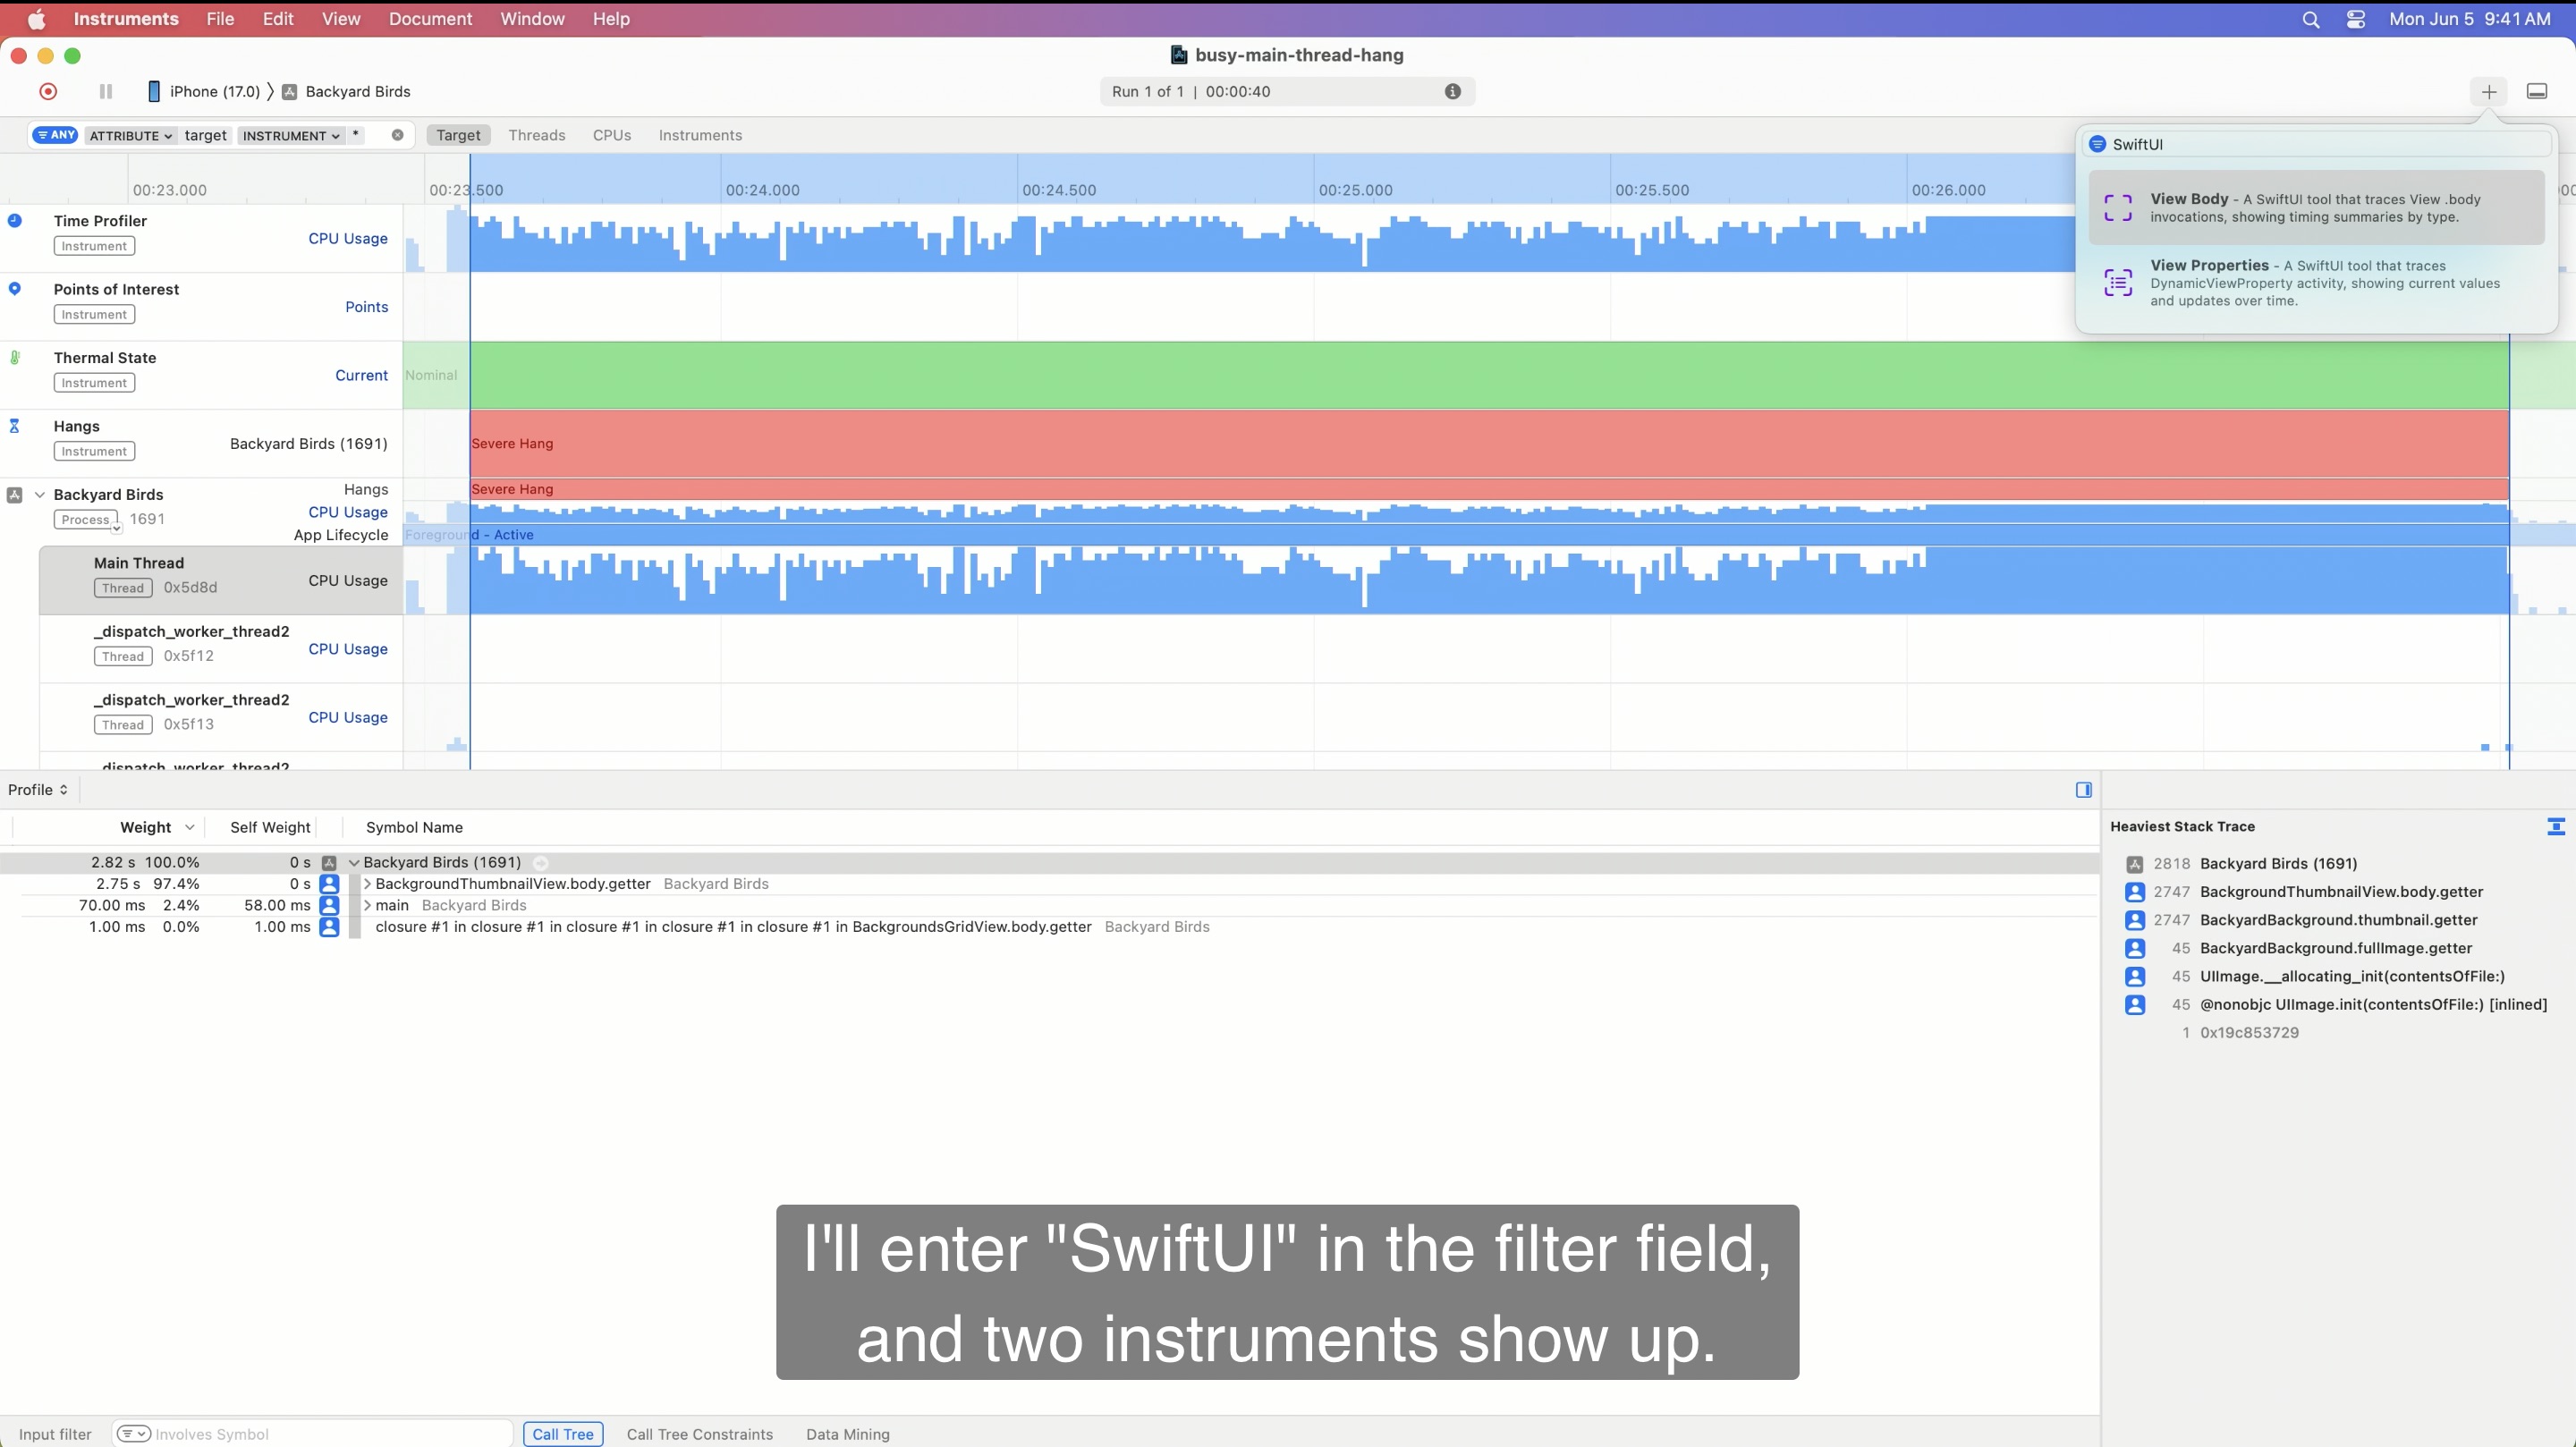 Instruments File Edit View Document Window Help Mon Jun 5 9:41 AM
busy-main-thread-hang
iPhone (17.0) Backyard Birds Run 1 of 1 | 00:00:40
ANY ATTRIBUTE target INSTRUMENT * Target Threads CPUs Instruments
SwiftUI
View Body - A SwiftUI tool that traces View .body
invocations, showing timing summaries by type.
View Properties - A SwiftUI tool that traces
DynamicViewProperty activity, showing current values
and updates over time.
00:23.000 00:23.500 00:24.000 00:24.500 00:25.000 00:25.500 00:26.000
Time Profiler
Instrument
CPU Usage
Points of Interest
Instrument
Points
Thermal State
Instrument
Current
Nominal
Hangs
Instrument
Backyard Birds (1691)
Severe Hang
Backyard Birds
Process 1691
Hangs
Severe Hang
CPU Usage
App Lifecycle
Foreground - Active
Main Thread
Thread 0x5d8d
CPU Usage
_dispatch_worker_thread2
Thread 0x5f12
CPU Usage
_dispatch_worker_thread2
Thread 0x5f13
CPU Usage
_dispatch_worker_thread2
Profile
Weight Self Weight Symbol Name
2.82 s 100.0% 0 s Backyard Birds (1691)
2.75 s 97.4% 0 s BackgroundThumbnailView.body.getter Backyard Birds
70.00 ms 2.4% 58.00 ms main Backyard Birds
1.00 ms 0.0% 1.00 ms closure #1 in closure #1 in closure #1 in closure #1 in closure #1 in BackgroundsGridView.body.getter Backyard Birds
Heaviest Stack Trace
2818 Backyard Birds (1691)
2747 BackgroundThumbnailView.body.getter
2747 BackyardBackground.thumbnail.getter
45 BackyardBackground.fullImage.getter
45 UIImage.__allocating_init(contentsOfFile:)
45 @nonobjc UIImage.init(contentsOfFile:) [inlined]
1 0x19c853729
I'll enter "SwiftUI" in the filter field,
and two instruments show up.
Input filter Involves Symbol Call Tree Call Tree Constraints Data Mining